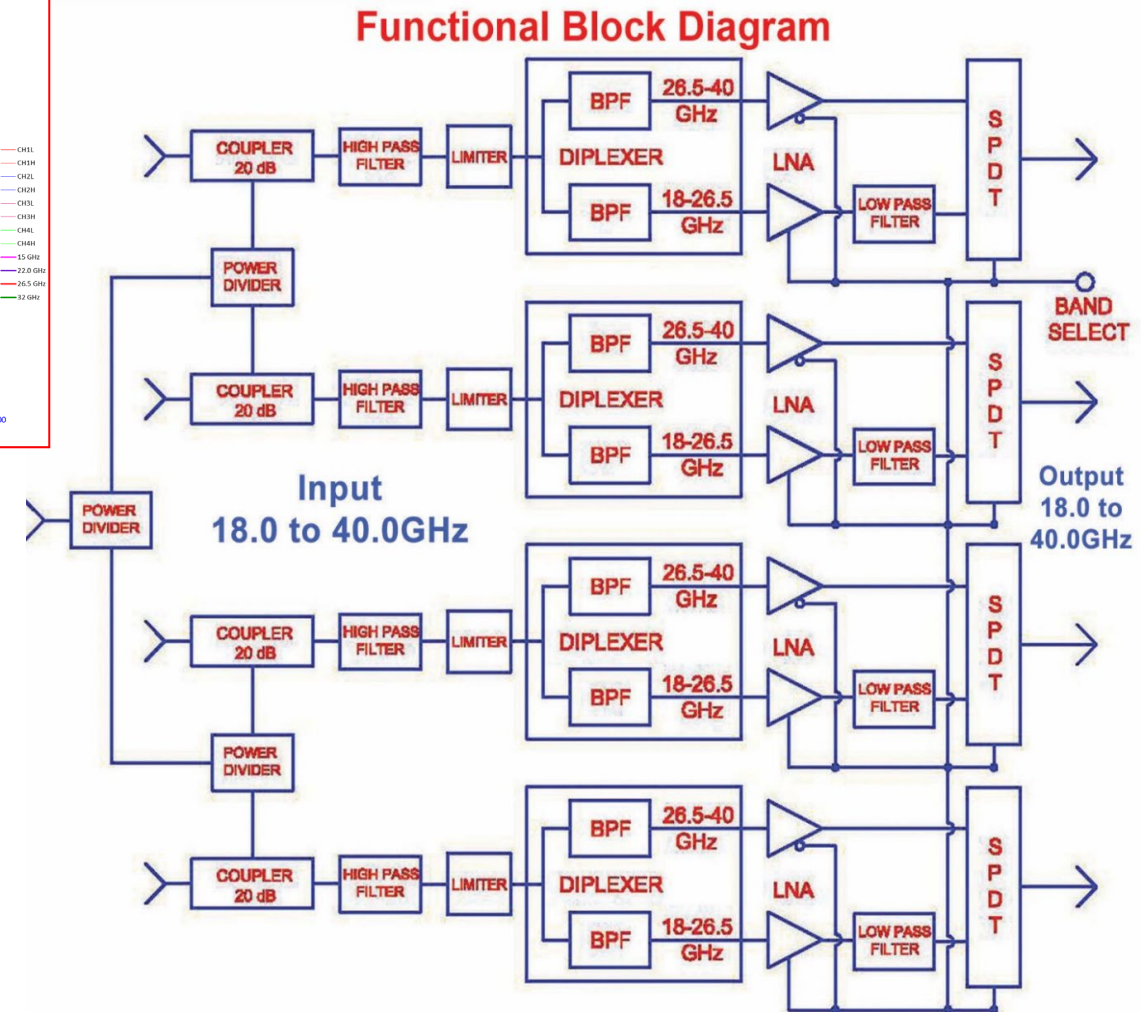 Functional Block Diagram
CH1L
CH1H
CH2L
CH2H
CH3L
CH3H
CH4L
CH4H
15 GHz
22.0 GHz
26.5 GHz
32 GHz
00
COUPLER
20 dB
HIGH PASS
FILTER
LIMITER
BPF
26.5-40
GHz
DIPLEXER
BPF
18-26.5
GHz
LNA
LOW PASS
FILTER
S
P
D
T
POWER
DIVIDER
BAND
SELECT
COUPLER
20 dB
HIGH PASS
FILTER
LIMITER
BPF
26.5-40
GHz
DIPLEXER
BPF
18-26.5
GHz
LNA
LOW PASS
FILTER
S
P
D
T
POWER
DIVIDER
Input
18.0 to 40.0GHz
Output
18.0 to
40.0GHz
COUPLER
20 dB
HIGH PASS
FILTER
LIMITER
BPF
26.5-40
GHz
DIPLEXER
BPF
18-26.5
GHz
LNA
LOW PASS
FILTER
S
P
D
T
POWER
DIVIDER
COUPLER
20 dB
HIGH PASS
FILTER
LIMITER
BPF
26.5-40
GHz
DIPLEXER
BPF
18-26.5
GHz
LNA
LOW PASS
FILTER
S
P
D
T